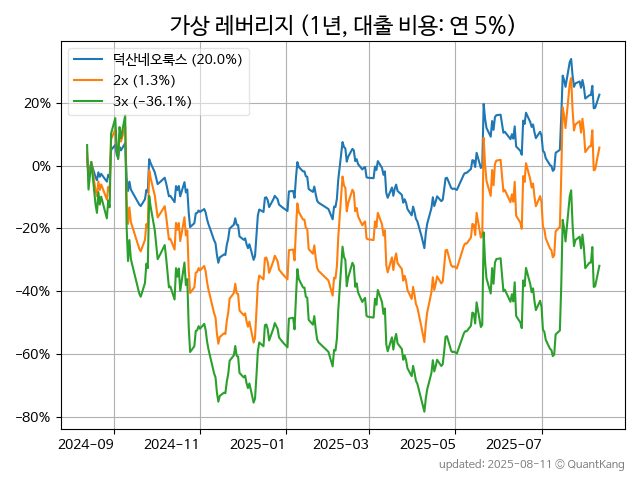 가상 레버리지 (1년, 대출 비용: 연 5%)
덕산네오룩스 (20.0%)
2x (1.3%)
3x (−36.1%)
20%
0%
−20%
−40%
−60%
−80%
2024-09
2024-11
2025-01
2025-03
2025-05
2025-07
updated: 2025-08-11 © QuantKang